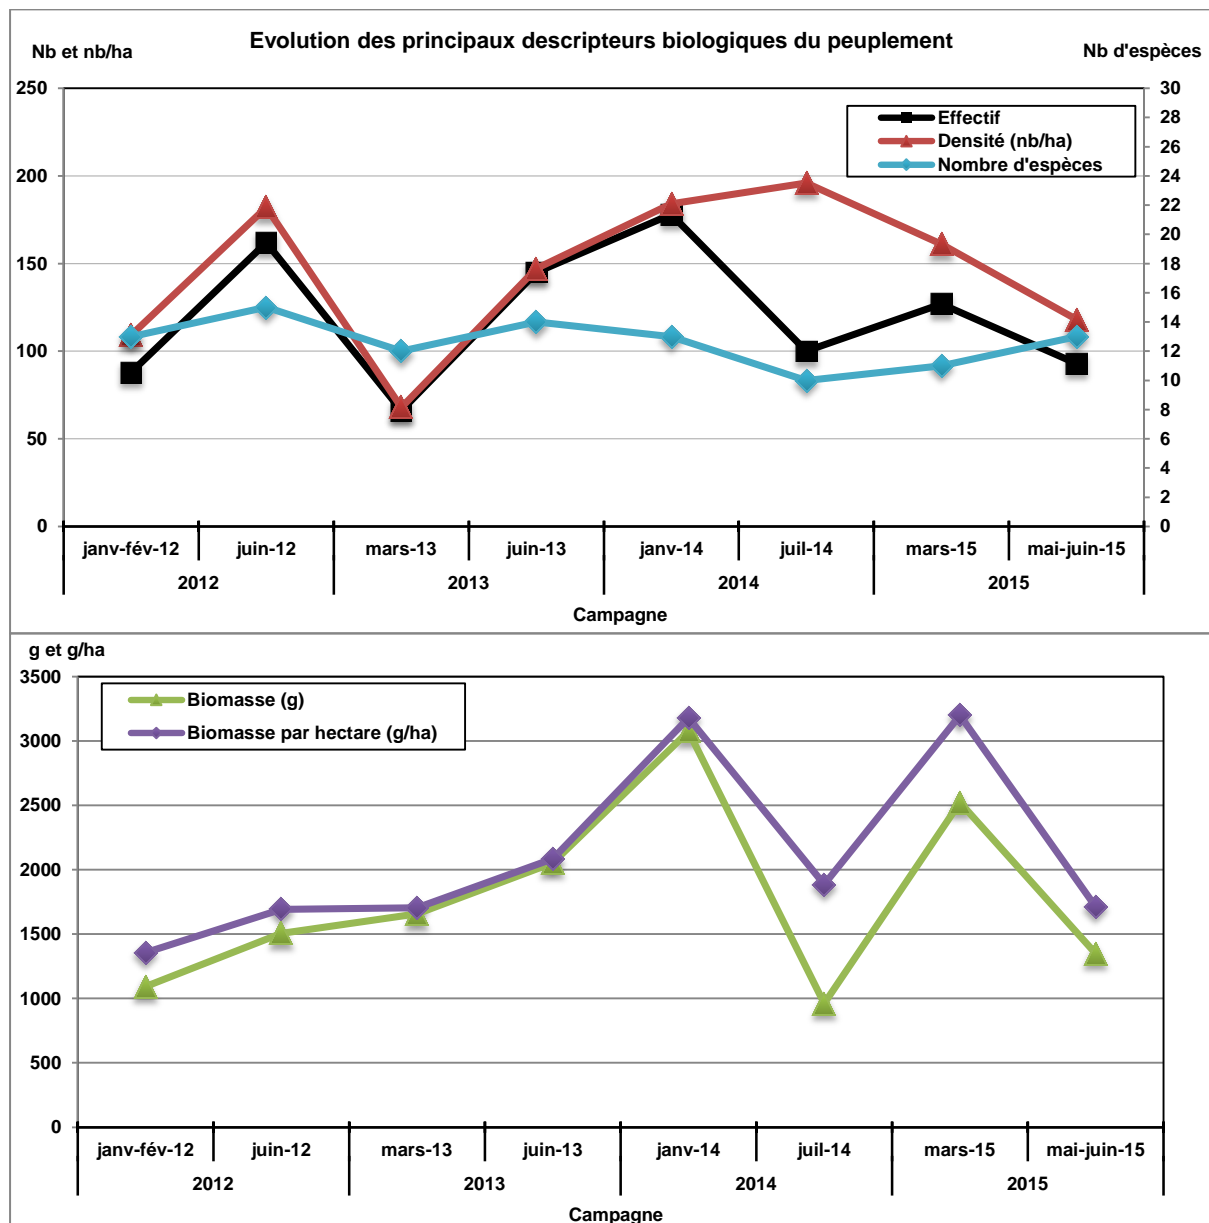 Evolution des principaux descripteurs biologiques du peuplement
Nb et nb/ha
Nb d'espèces
250
200
150
100
50
0
30
28
26
24
22
20
18
16
14
12
10
8
6
4
2
0
Effectif
Densité (nb/ha)
Nombre d'espèces
janv-fév-12 juin-12 mars-13 juin-13 janv-14 juil-14 mars-15 mai-juin-15
2012 2013 2014 2015
Campagne
g et g/ha
3500
3000
2500
2000
1500
1000
500
0
Biomasse (g)
Biomasse par hectare (g/ha)
janv-fév-12 juin-12 mars-13 juin-13 janv-14 juil-14 mars-15 mai-juin-15
2012 2013 2014 2015
Campagne